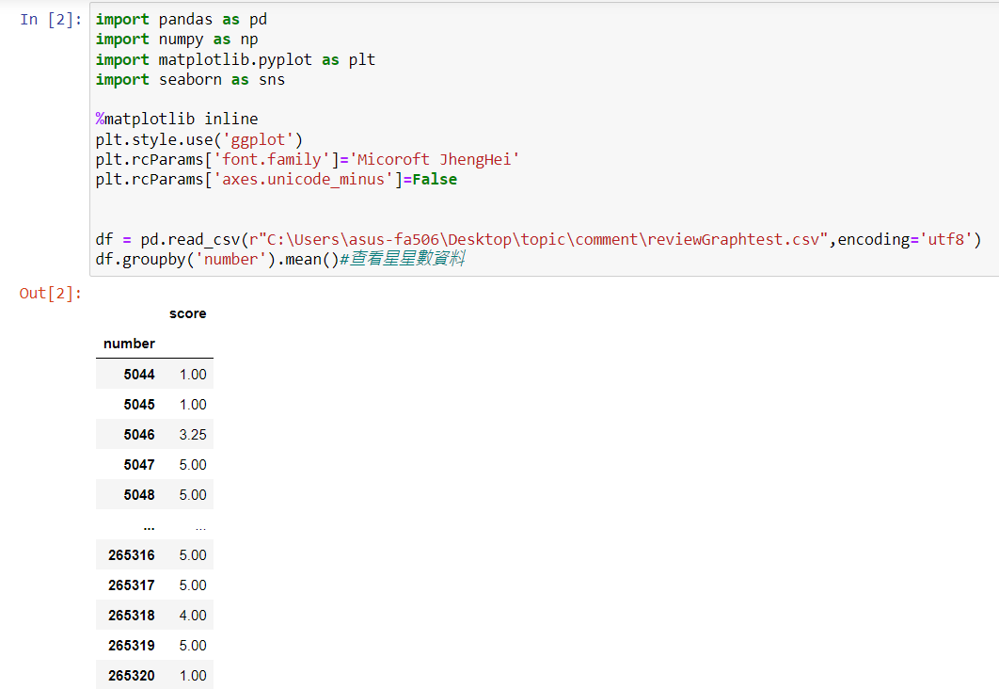 In [2]: import pandas as pd
import numpy as np
import matplotlib.pyplot as plt
import seaborn as sns
%matplotlib inline
plt.style.use('ggplot')
plt.rcParams['font.family']='Micoroft JhengHei'
plt.rcParams['axes.unicode_minus']=False
df = pd.read_csv(r"C:\Users\asus-fa506\Desktop\topic\comment\reviewGraphtest.csv",encoding='utf8')
df.groupby('number').mean()#查看星星數資料
Out[2]:
score
number
5044 1.00
5045 1.00
5046 3.25
5047 5.00
5048 5.00
... ...
265316 5.00
265317 5.00
265318 4.00
265319 5.00
265320 1.00